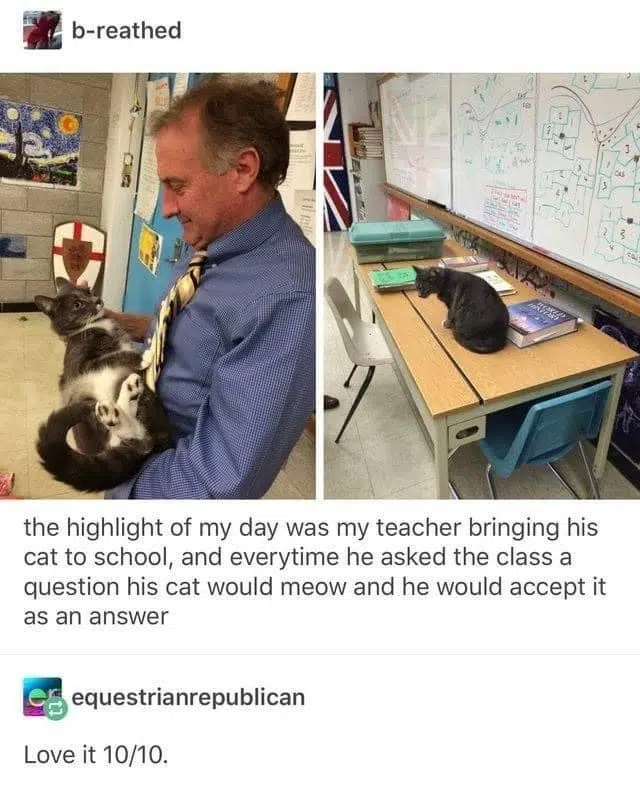 b-reathed
the highlight of my day was my teacher bringing his
cat to school, and everytime he asked the class a
question his cat would meow and he would accept it
as an answer
equestrianrepublican
Love it 10/10.